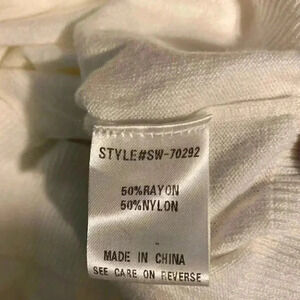 STYLE#SW-70292
50%RAYON
50%NYLON
MADE IN CHINA
SEE CARE ON REVERSE